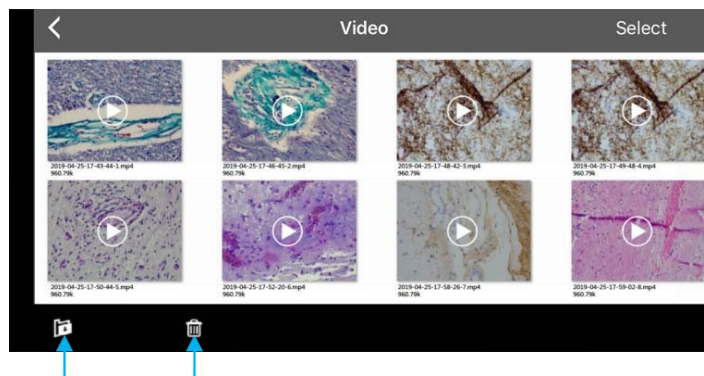 Video
Select
2019-04-25-17-43-44-1.mp4
960.79k
2019-04-25-17-46-45-2.mp4
960.79k
2019-04-25-17-48-42-3.mp4
960.79k
2019-04-25-17-49-48-4.mp4
960.79k
2019-04-25-17-50-44-5.mp4
960.79k
2019-04-25-17-52-20-6.mp4
960.79k
2019-04-25-17-58-26-7.mp4
960.79k
2019-04-25-17-59-02-8.mp4
960.79k